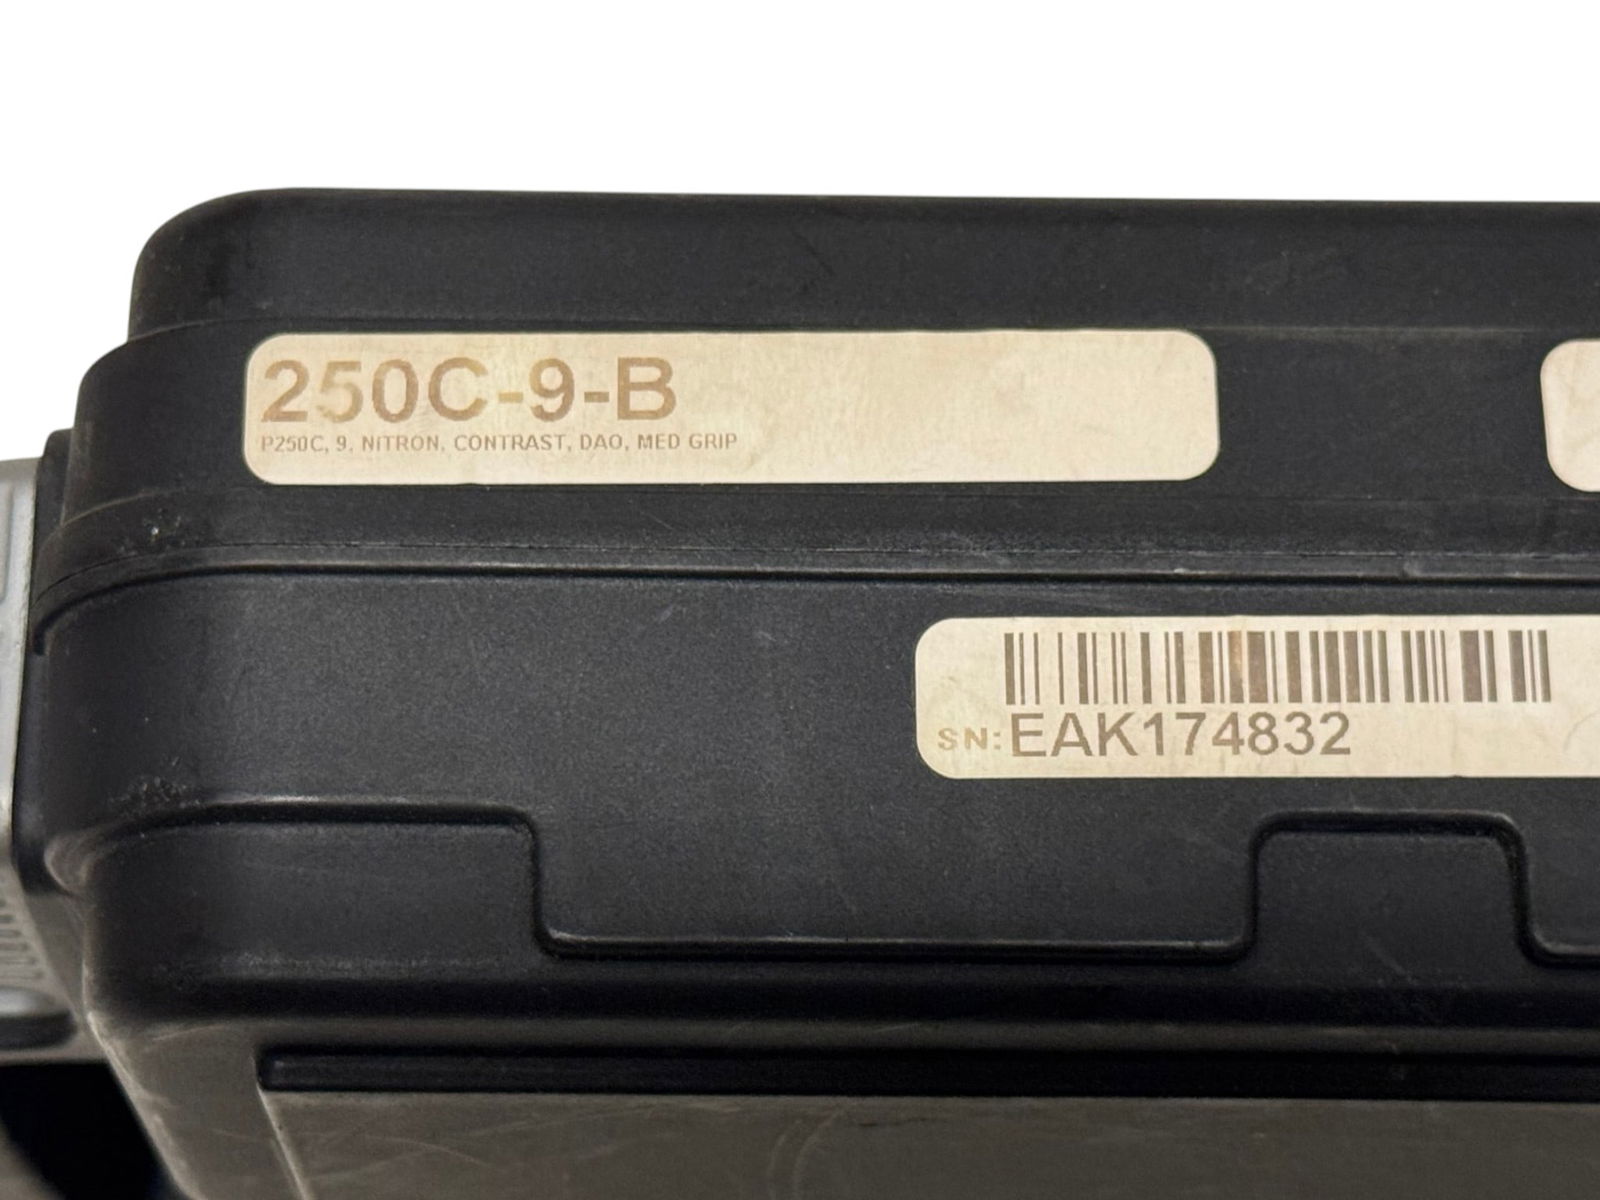 250C-9-B
P250C, 9, NITRON, CONTRAST, DAO, MED GRIP
SN: EAK174832